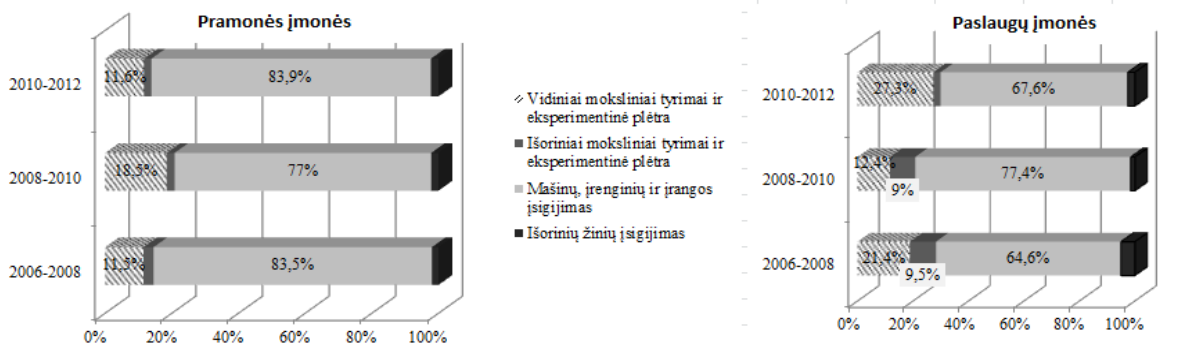 Pramonės įmonės
2010-2012
11,6%
83,9%
2008-2010
18,5%
77%
2006-2008
11,5%
83,5%
0% 20% 40% 60% 80% 100%
Vidiniai moksliniai tyrimai ir
eksperimentinė plėtra
Išoriniai moksliniai tyrimai ir
eksperimentinė plėtra
Mašinų, įrenginių ir įrangos
įsigijimas
Išorinių žinių įsigijimas
Paslaugų įmonės
2010-2012
27,3%
67,6%
2008-2010
12,4%
9%
77,4%
2006-2008
21,4%
9,5%
64,6%
0% 20% 40% 60% 80% 100%